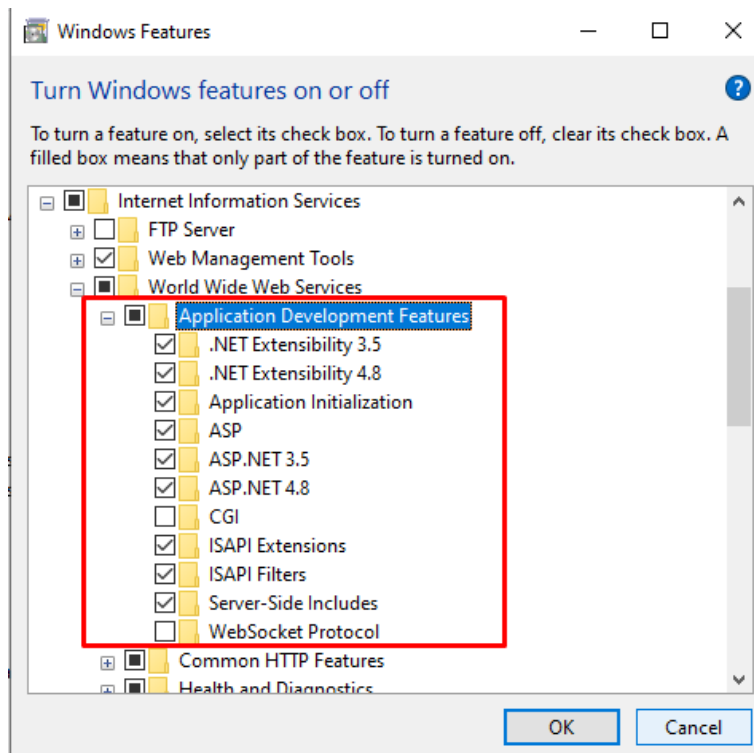 Windows Features
Turn Windows features on or off
?
To turn a feature on, select its check box. To turn a feature off, clear its check box. A
filled box means that only part of the feature is turned on.
Internet Information Services
FTP Server
Web Management Tools
World Wide Web Services
Application Development Features
.NET Extensibility 3.5
.NET Extensibility 4.8
Application Initialization
ASP
ASP.NET 3.5
ASP.NET 4.8
CGI
ISAPI Extensions
ISAPI Filters
Server-Side Includes
WebSocket Protocol
Common HTTP Features
Health and Diagnostics
OK Cancel